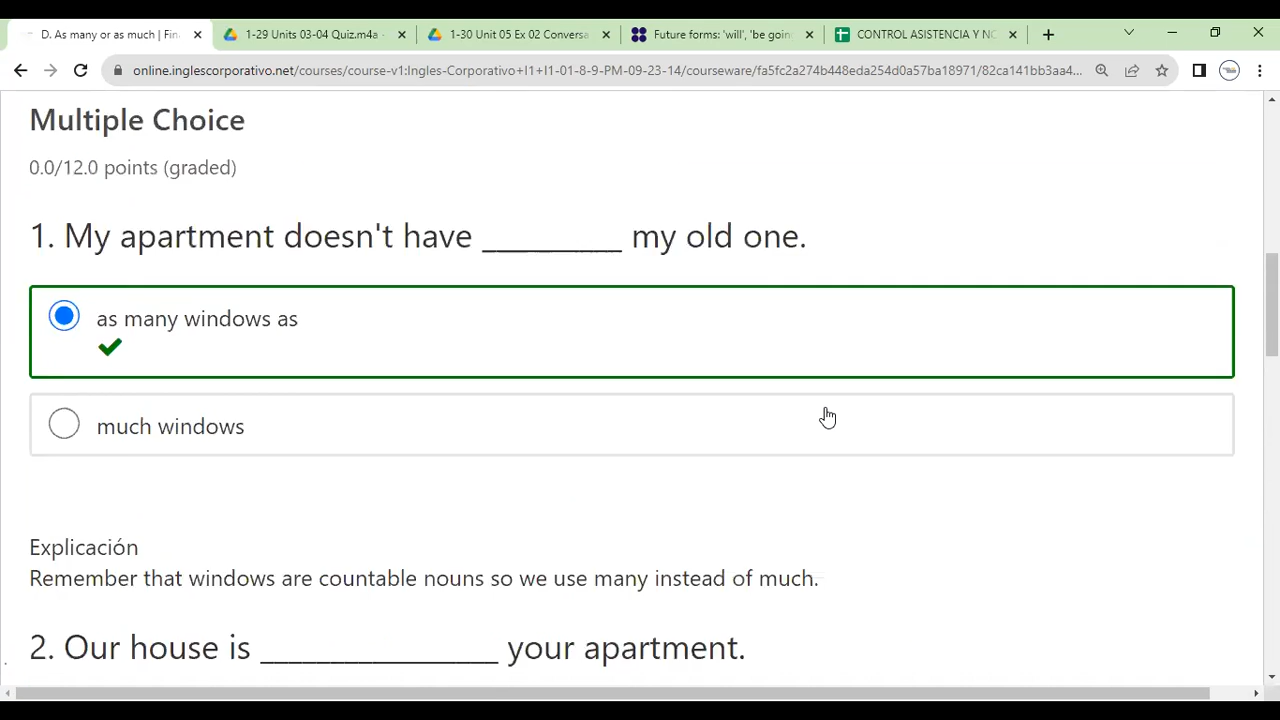 D. As many or as much | Fin
1-29 Units 03-04 Quiz.m4a -
1-30 Unit 05 Ex 02 Conversa
Future forms: 'will', 'be goin
CONTROL ASISTENCIA Y NO
online.inglescorporativo.net/courses/course-v1:Ingles-Corporativo+I1+I1-01-8-9-PM-09-23-14/courseware/fa5fc2a274b448eda254d0a57ba18971/82ca141bb3aa4...
Multiple Choice
0.0/12.0 points (graded)
1. My apartment doesn't have _________ my old one.
as many windows as
much windows
Explicación
Remember that windows are countable nouns so we use many instead of much.
2. Our house is _______________ your apartment.